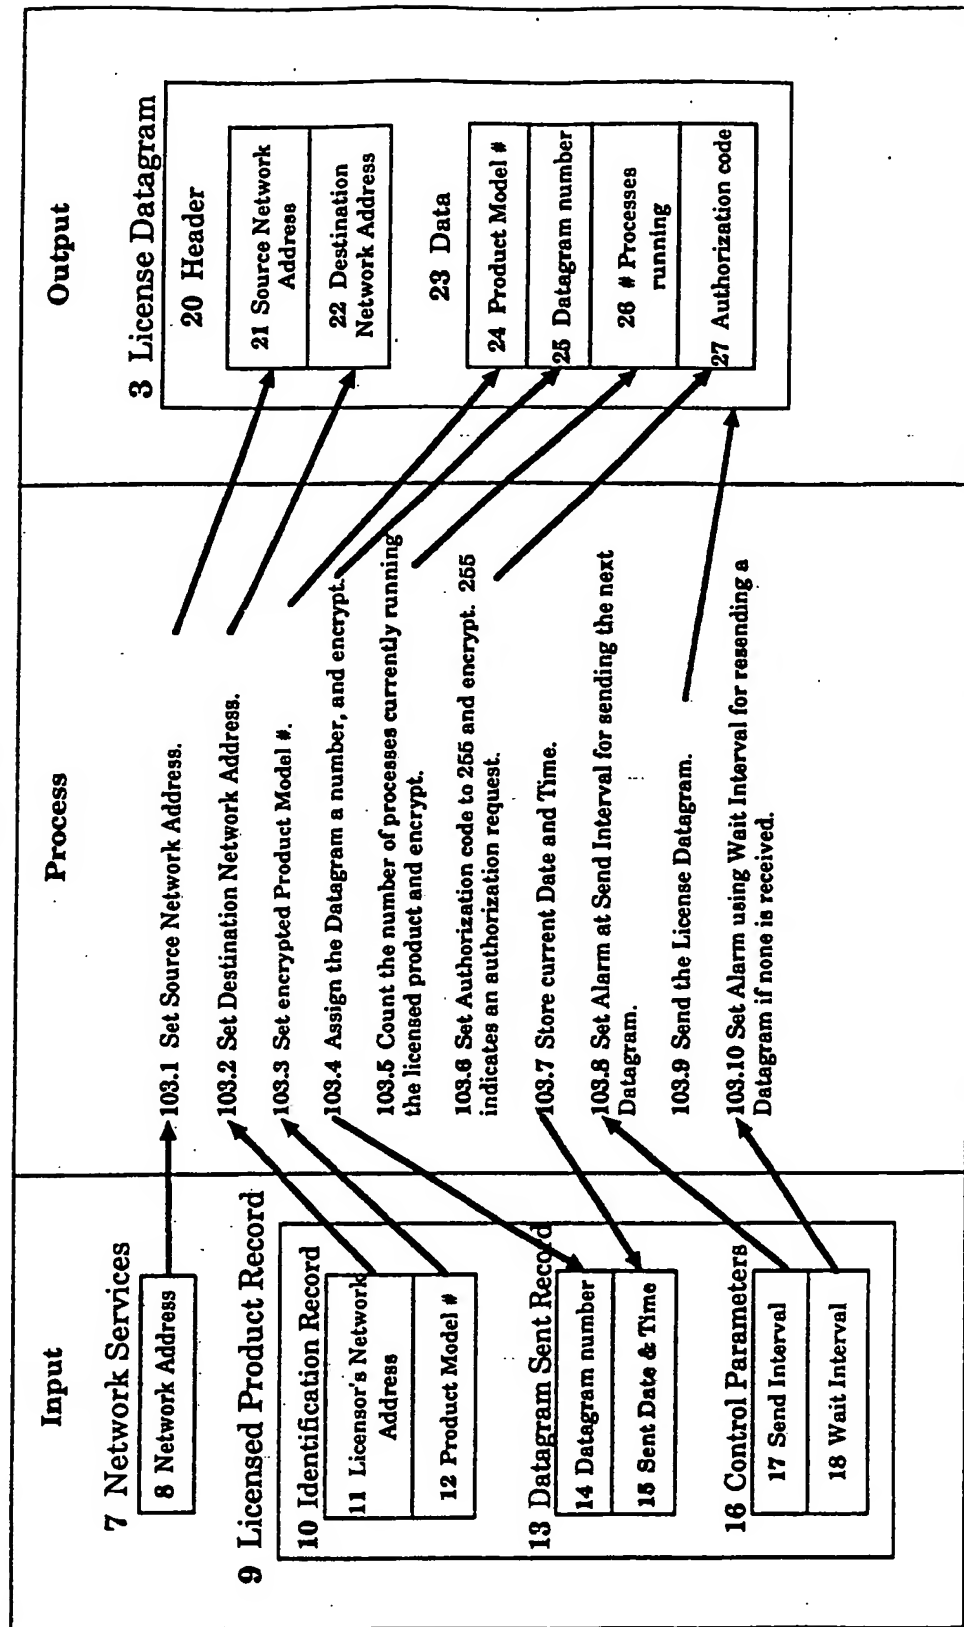 Input
7 Network Services
8 Network Address
9 Licensed Product Record
10 Identification Record
11 Licensor's Network
Address
12 Product Model #
13 Datagram Sent Record
14 Datagram number
15 Sent Date & Time
16 Control Parameters
17 Send Interval
18 Wait Interval
Process
103.1 Set Source Network Address.
103.2 Set Destination Network Address.
103.3 Set encrypted Product Model #.
103.4 Assign the Datagram a number, and encrypt.
103.5 Count the number of processes currently running
the licensed product and encrypt.
103.6 Set Authorization code to 255 and encrypt. 255
indicates an authorization request.
103.7 Store current Date and Time.
103.8 Set Alarm at Send Interval for sending the next
Datagram.
103.9 Send the License Datagram.
103.10 Set Alarm using Wait Interval for resending a
Datagram if none is received.
Output
3 License Datagram
20 Header
21 Source Network
Address
22 Destination
Network Address
23 Data
24 Product Model #
25 Datagram number
26 # Processes
running
27 Authorization code